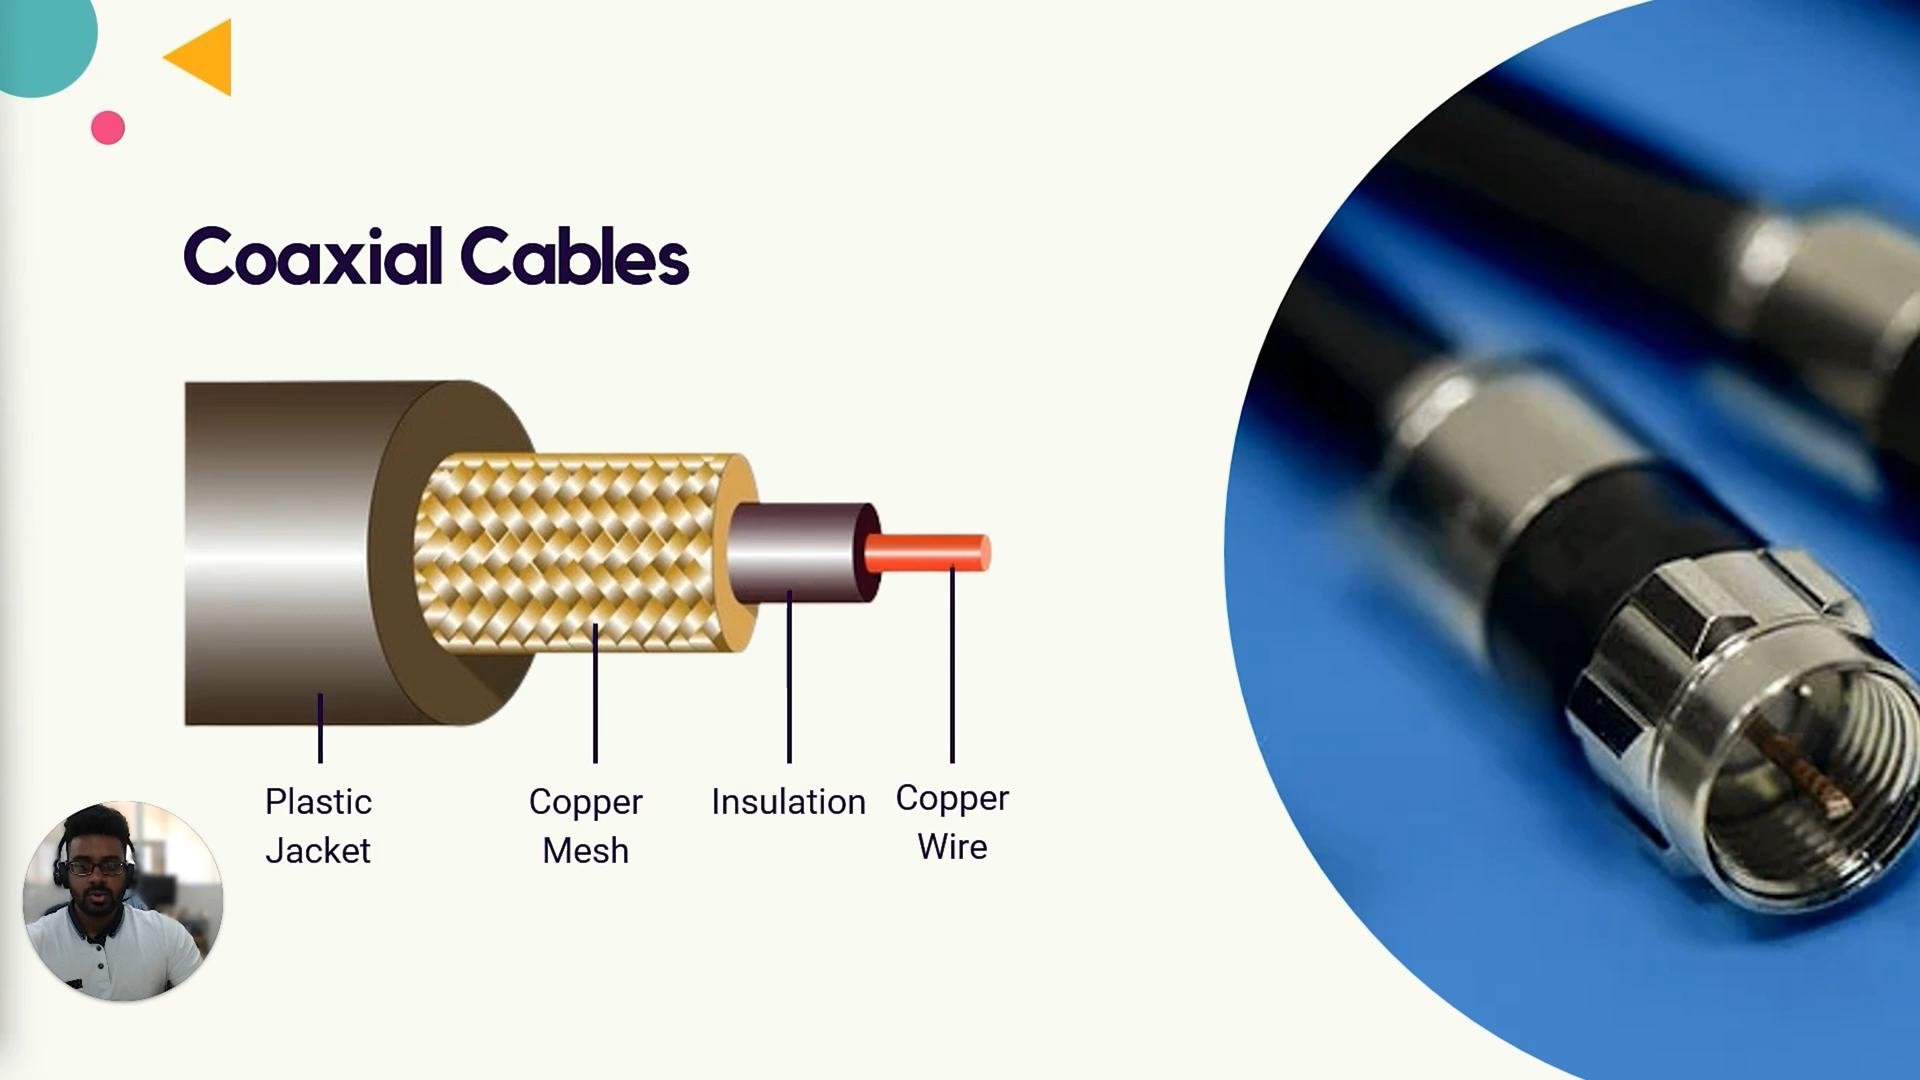 Coaxial Cables
Plastic
Jacket
Copper
Mesh
Insulation
Copper
Wire